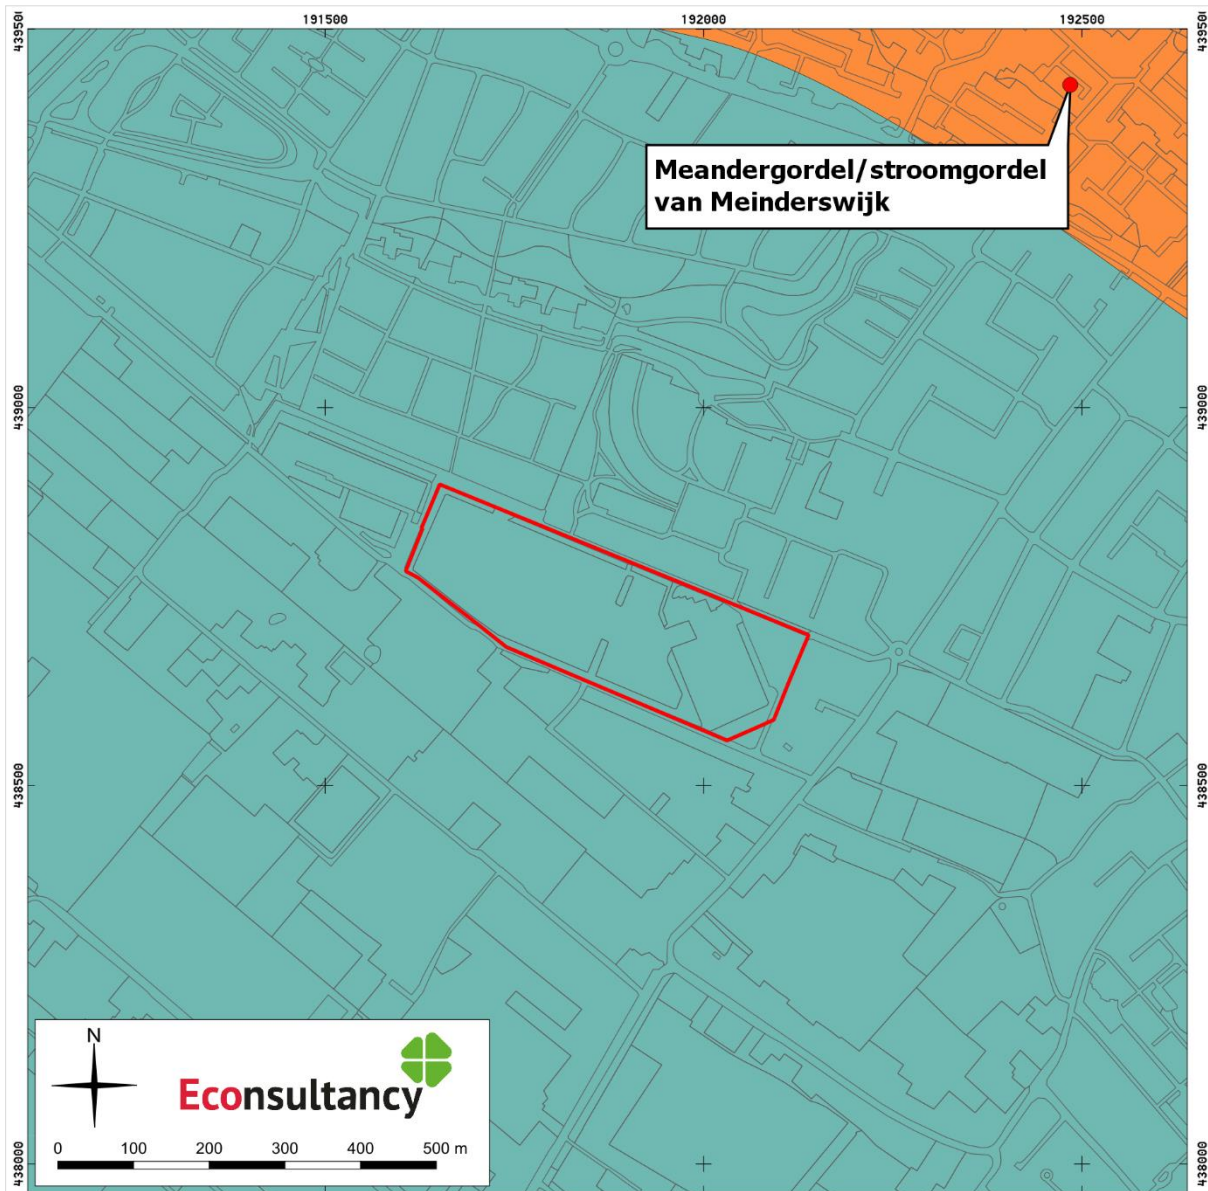 191500 192000 192500
439500 439500
Meandergordel/stroomgordel
van Meinderswijk
439000 439000
438500 438500
N
Econsultancy
0 100 200 300 400 500 m
438000 438000